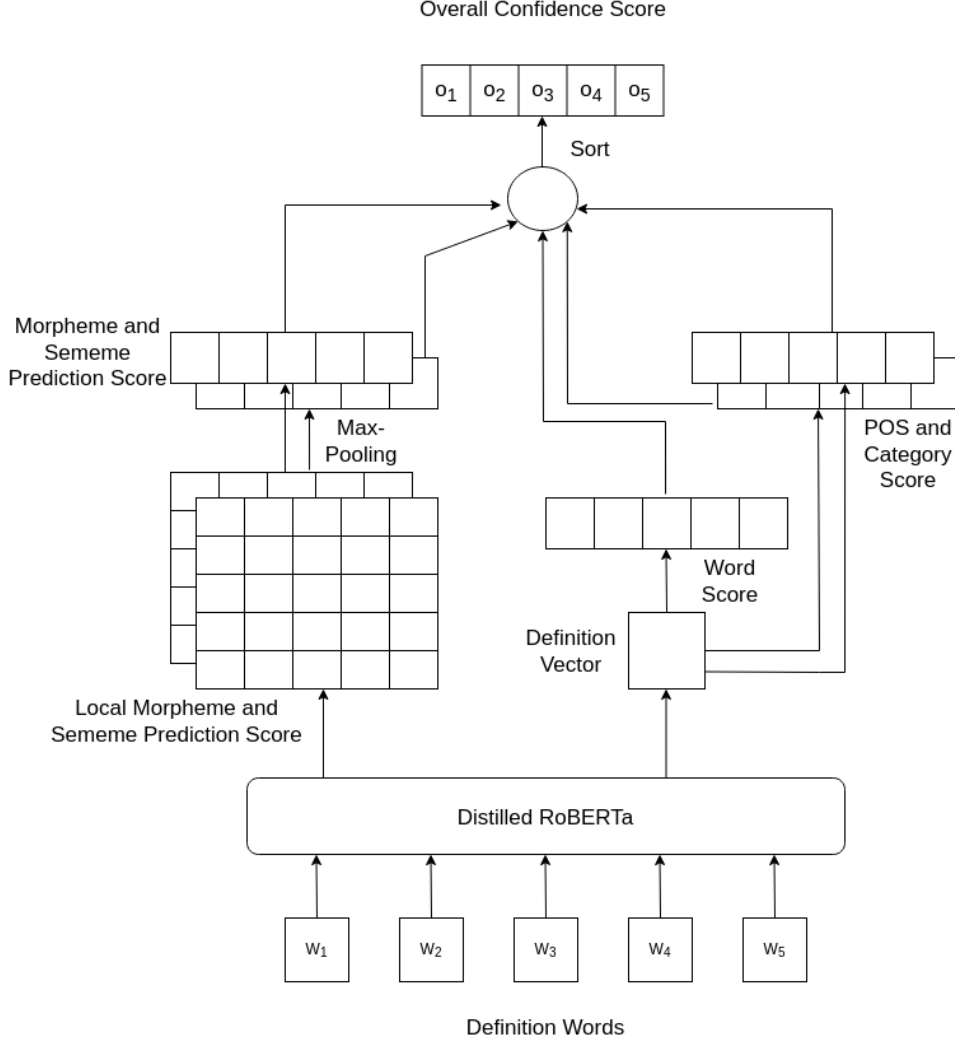 Overall Confidence Score
o1 o2 o3 o4 o5
Sort
Morpheme and
Sememe
Prediction Score
Max-
Pooling
POS and
Category
Score
Word
Score
Definition
Vector
Local Morpheme and
Sememe Prediction Score
Distilled RoBERTa
w1 w2 w3 w4 w5
Definition Words